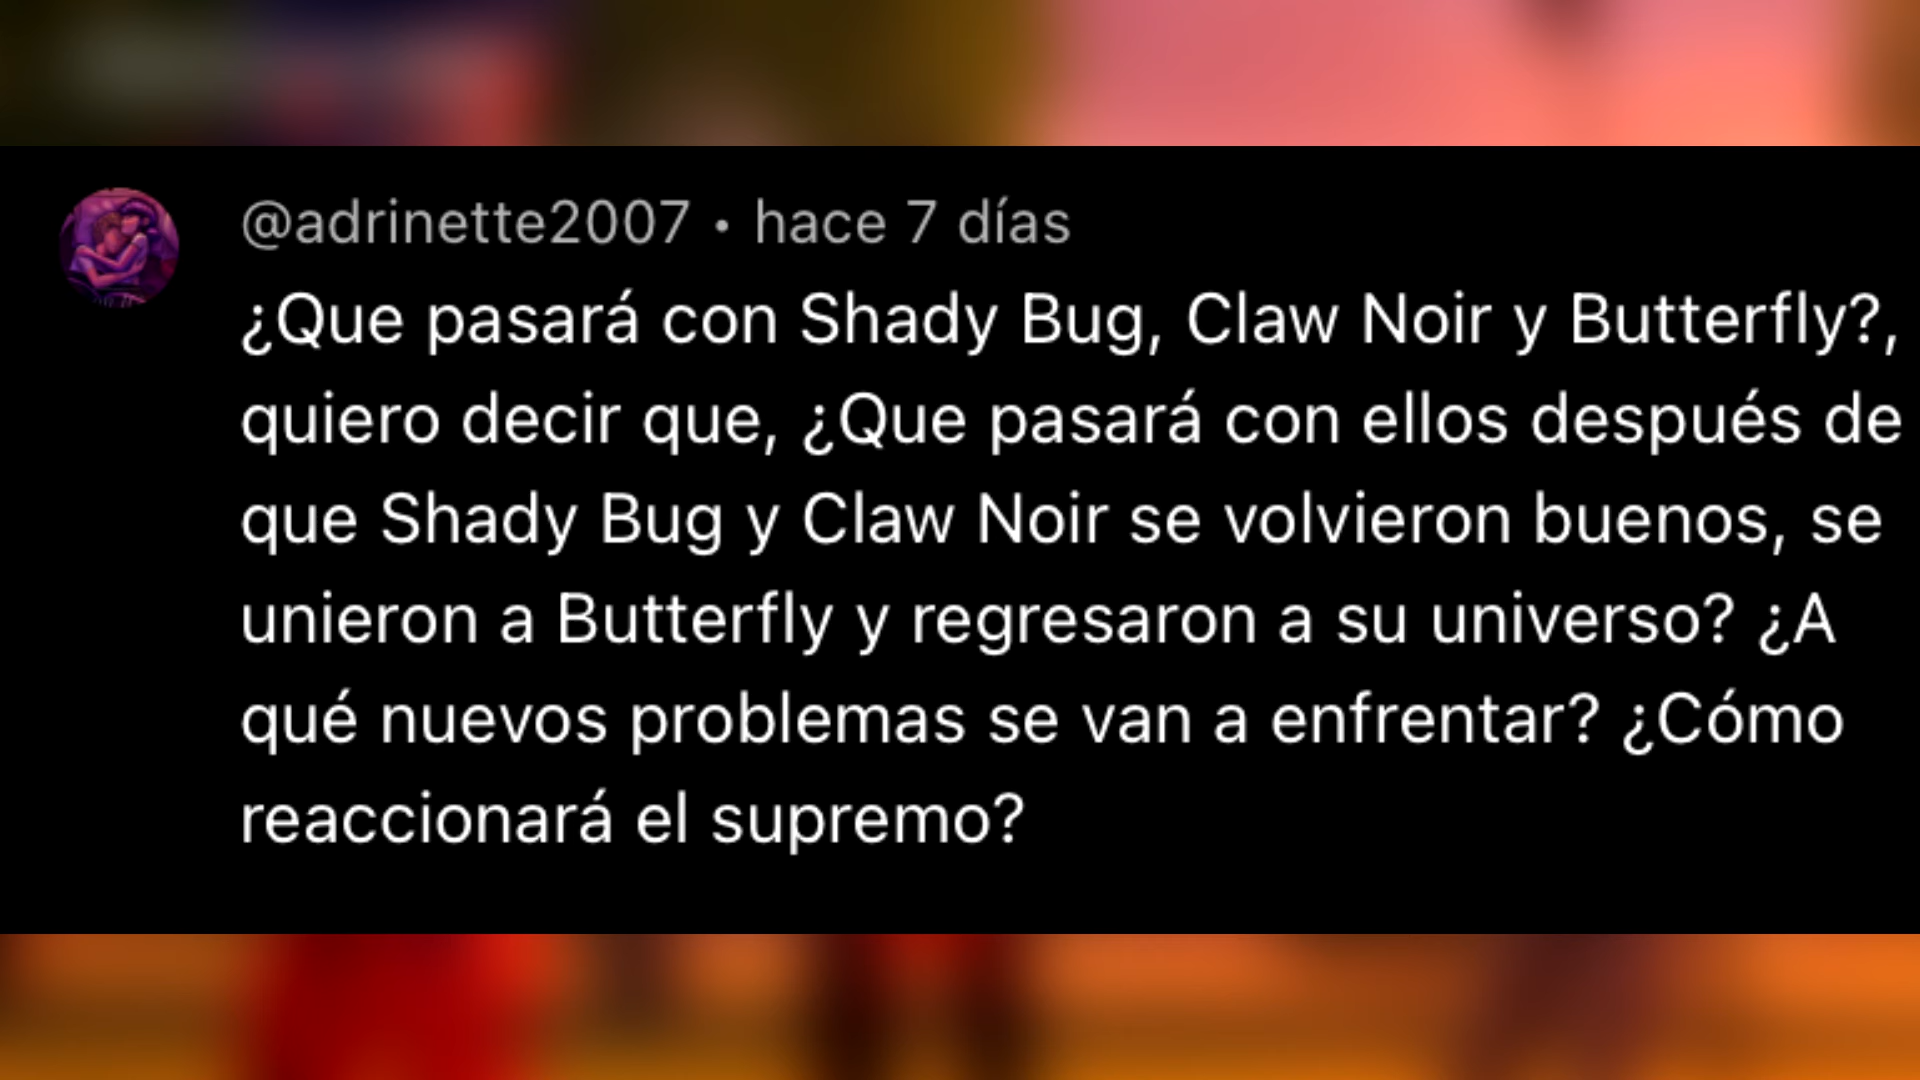 @adrinette2007 • hace 7 días
¿Que pasará con Shady Bug, Claw Noir y Butterfly?,
quiero decir que, ¿Que pasará con ellos después de
que Shady Bug y Claw Noir se volvieron buenos, se
unieron a Butterfly y regresaron a su universo? ¿A
qué nuevos problemas se van a enfrentar? ¿Cómo
reaccionará el supremo?